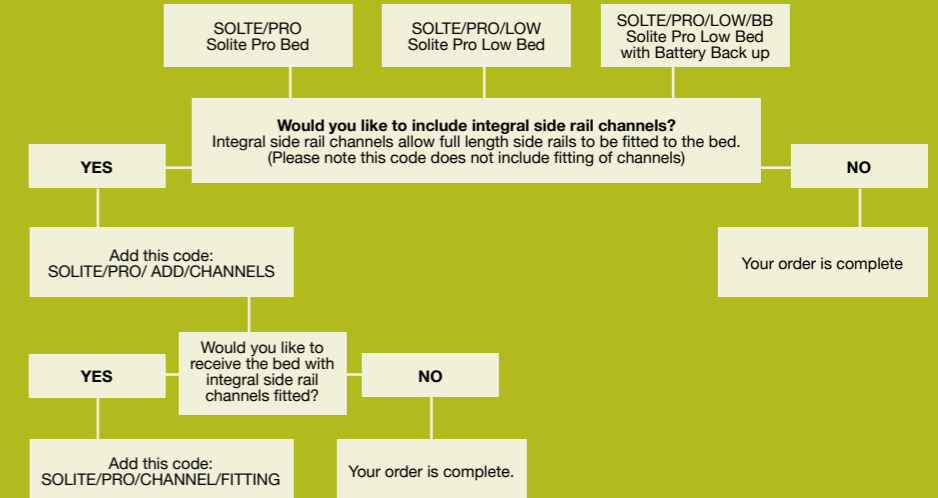 SOLTE/PRO
Solite Pro Bed
SOLTE/PRO/LOW
Solite Pro Low Bed
SOLTE/PRO/LOW/BB
Solite Pro Low Bed
with Battery Back up
Would you like to include integral side rail channels?
Integral side rail channels allow full length side rails to be fitted to the bed.
(Please note this code does not include fitting of channels)
YES
NO
Add this code:
SOLITE/PRO/ ADD/CHANNELS
Your order is complete
Would you like to
receive the bed with
integral side rail
channels fitted?
YES
NO
Add this code:
SOLITE/PRO/CHANNEL/FITTING
Your order is complete.